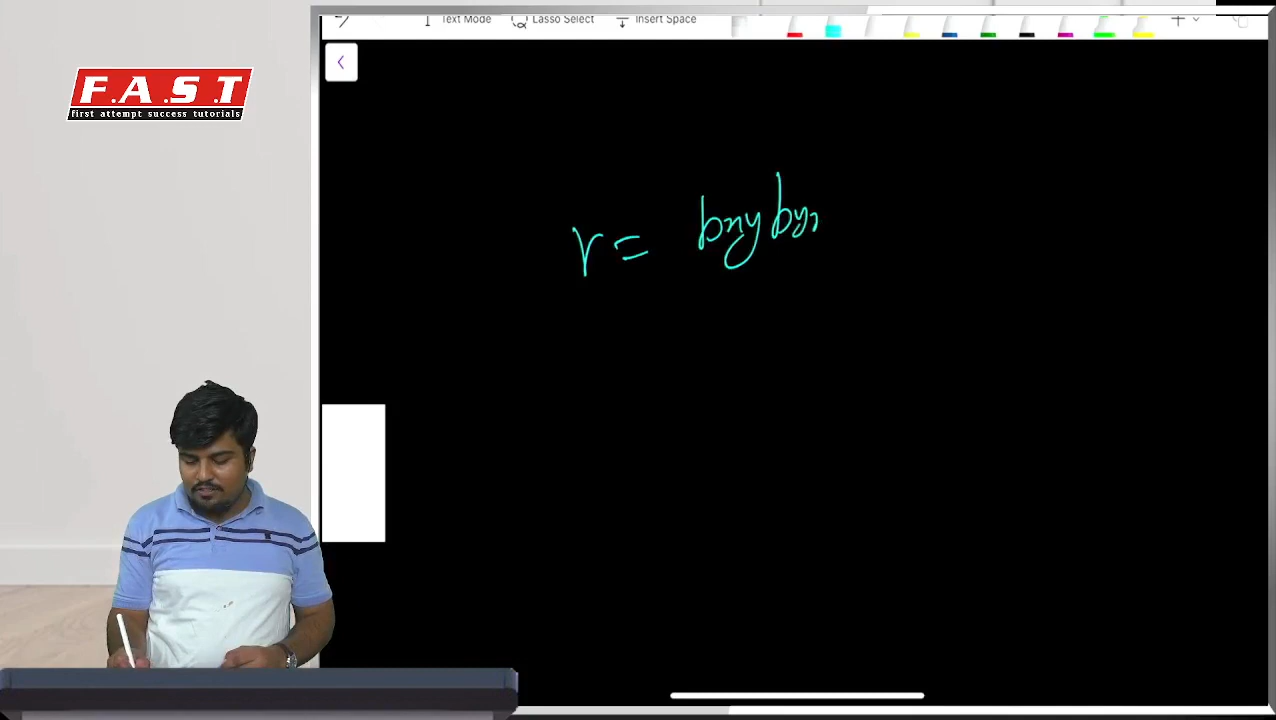 Text Mode Lasso Select Insert Space
F.A.S.T
first attempt success tutorials
r = bxy byx